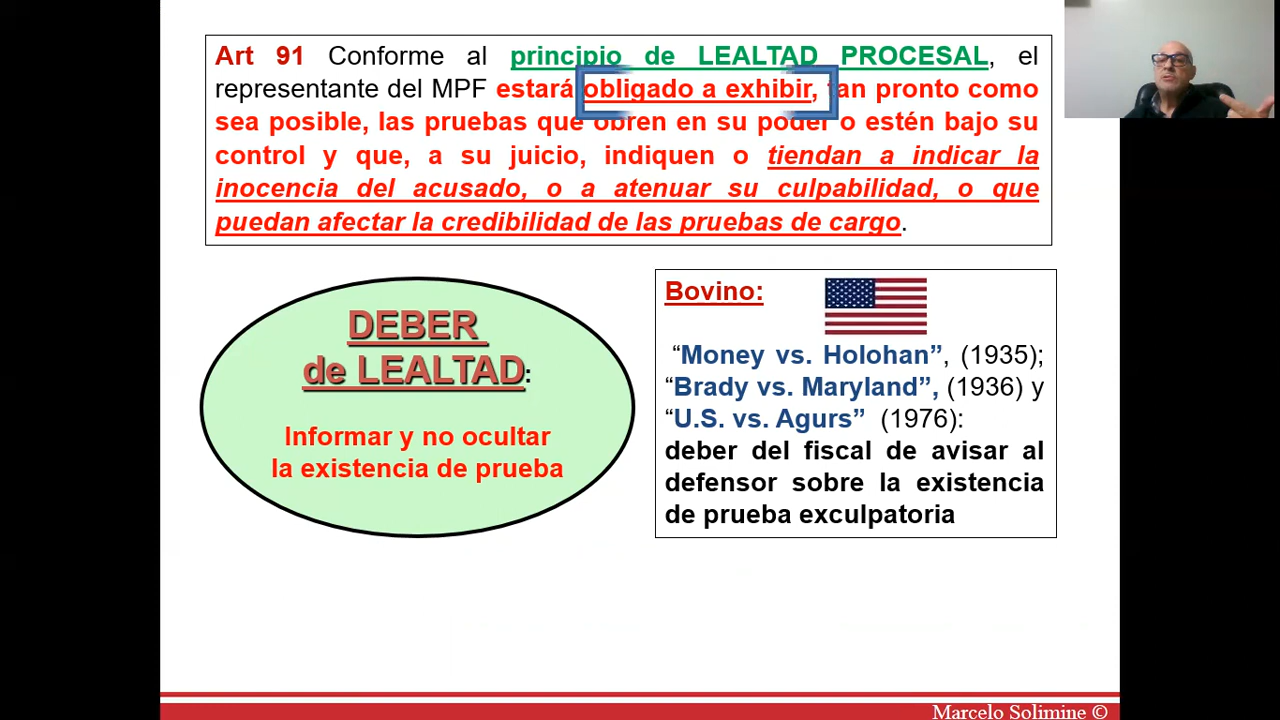 Art 91 Conforme al principio de LEALTAD PROCESAL, el
representante del MPF estará obligado a exhibir, tan pronto como
sea posible, las pruebas que obren en su poder o estén bajo su
control y que, a su juicio, indiquen o tiendan a indicar la
inocencia del acusado, o a atenuar su culpabilidad, o que
puedan afectar la credibilidad de las pruebas de cargo.
DEBER
de LEALTAD:
Informar y no ocultar
la existencia de prueba
Bovino:
“Money vs. Holohan”, (1935);
“Brady vs. Maryland”, (1936) y
“U.S. vs. Agurs” (1976):
deber del fiscal de avisar al
defensor sobre la existencia
de prueba exculpatoria
Marcelo Solimine ©